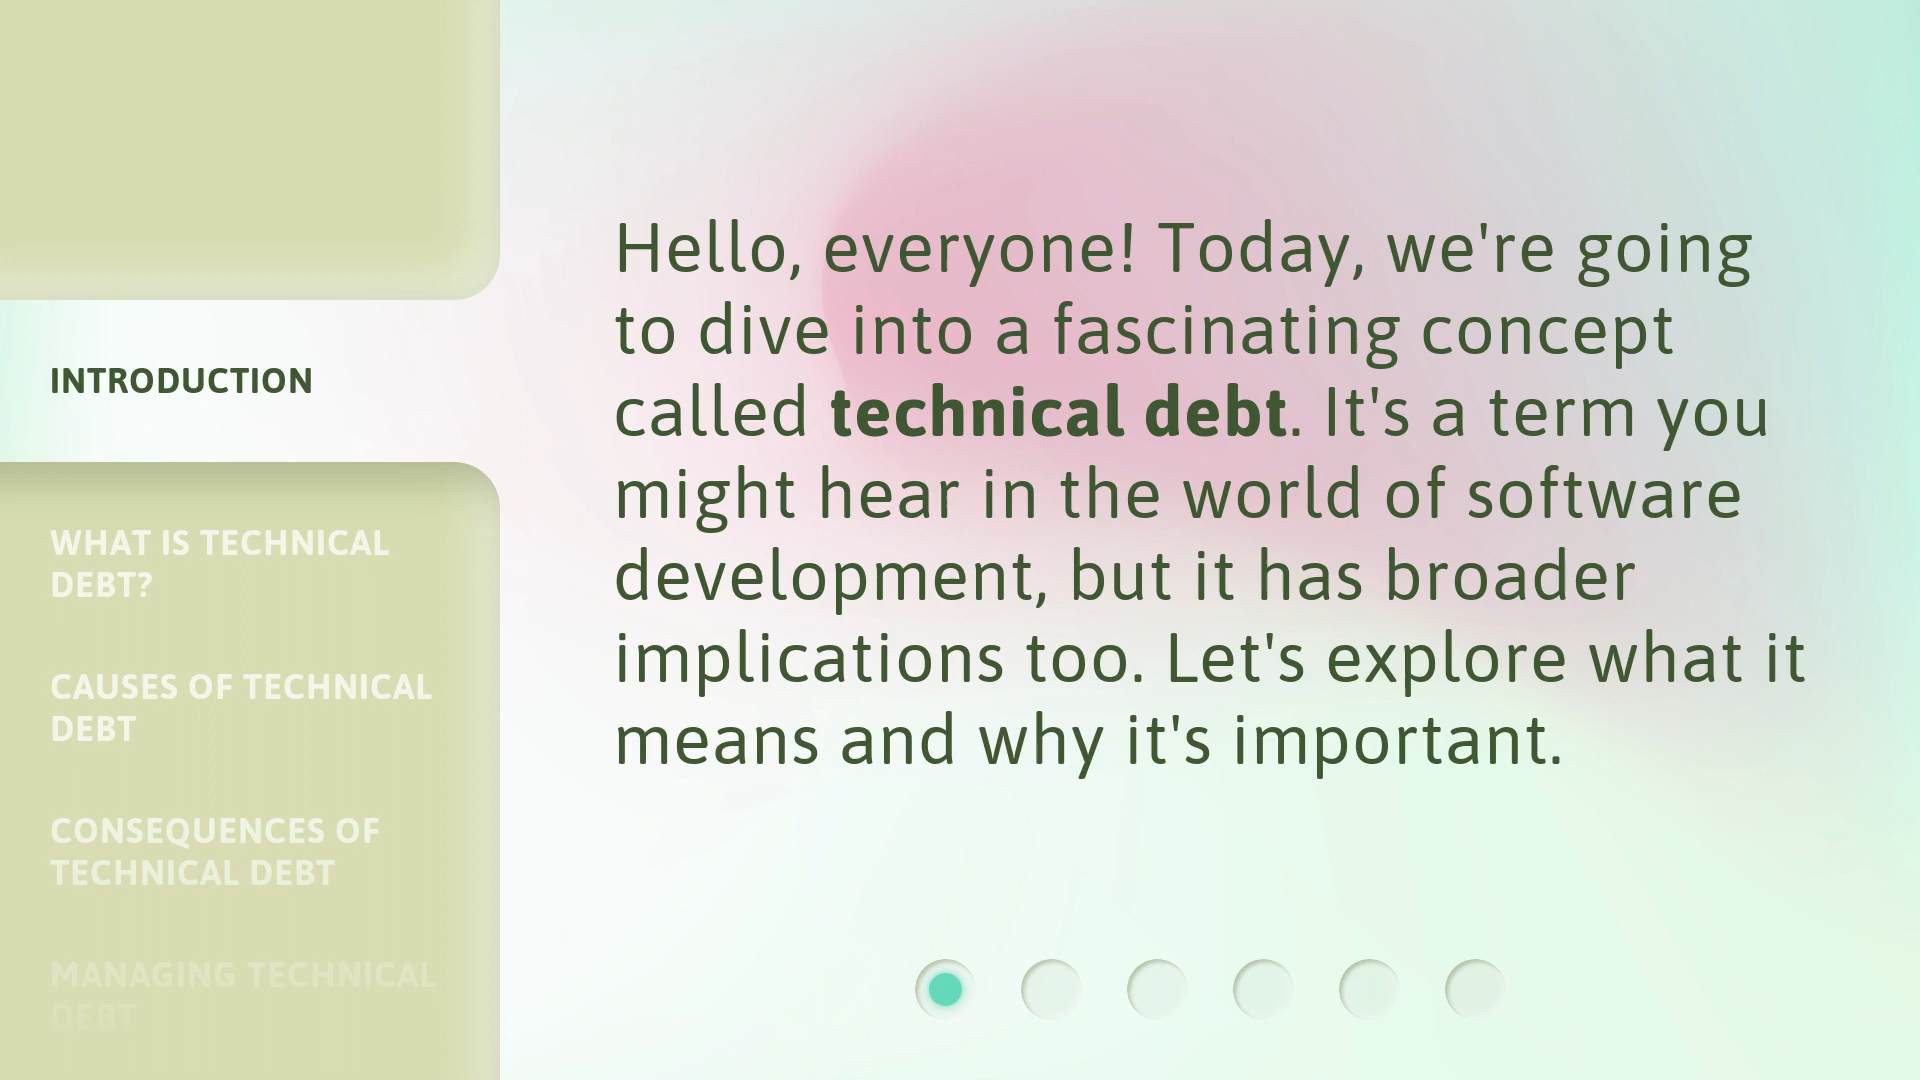 INTRODUCTION
WHAT IS TECHNICAL
DEBT?
CAUSES OF TECHNICAL
DEBT
CONSEQUENCES OF
TECHNICAL DEBT
MANAGING TECHNICAL
DEBT
Hello, everyone! Today, we're going
to dive into a fascinating concept
called technical debt. It's a term you
might hear in the world of software
development, but it has broader
implications too. Let's explore what it
means and why it's important.